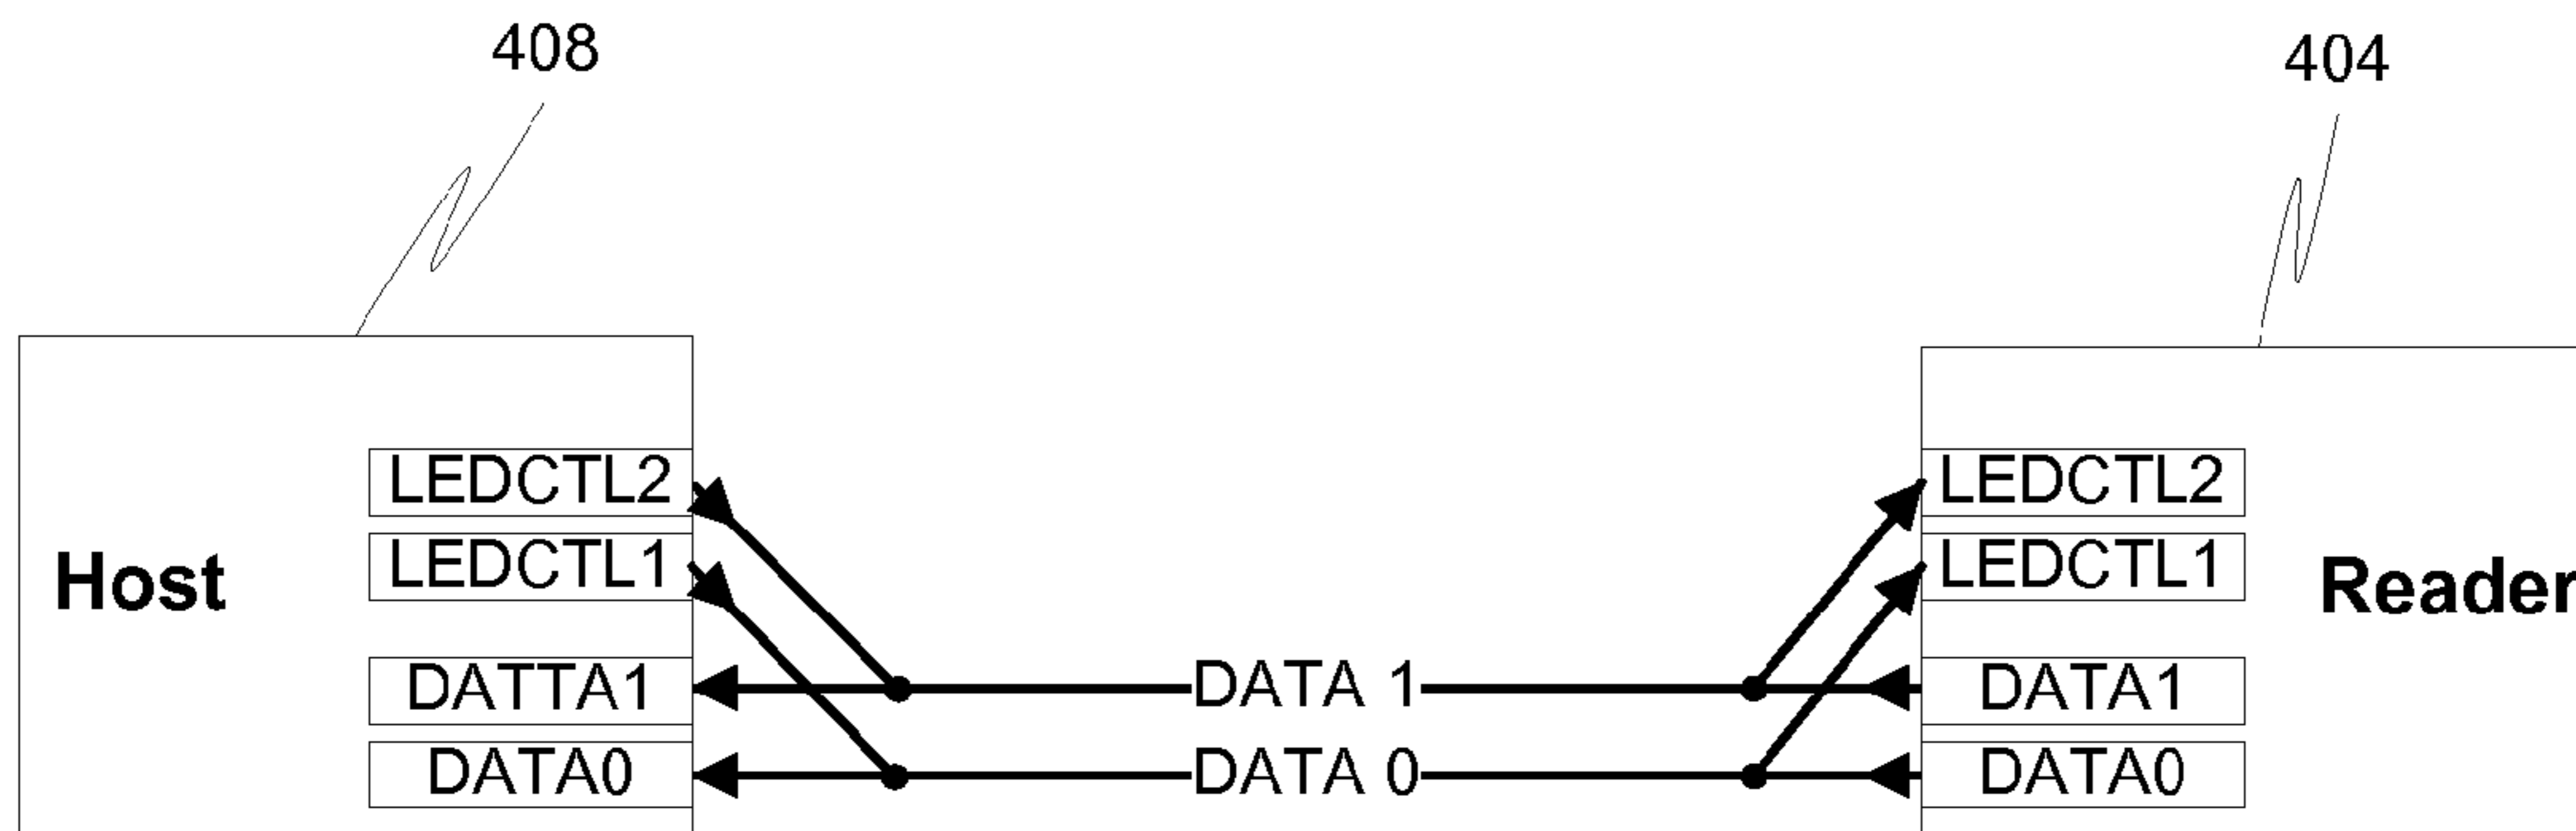 408
404
LEDCTL2
LEDCTL1
Host
DATTA1
DATA0
DATA 1
DATA 0
LEDCTL2
LEDCTL1
Reader
DATA1
DATA0